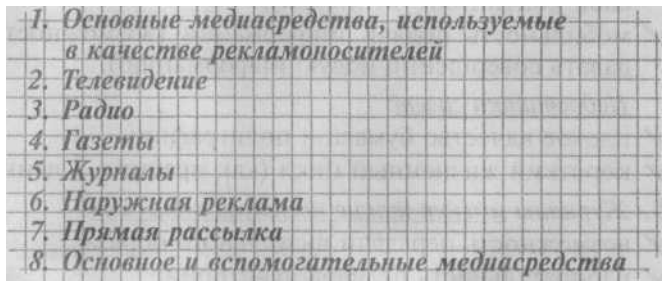 1. Основные медиасредства, используемые
в качестве рекламоносителей
2. Телевидение
3. Радио
4. Газеты
5. Журналы
6. Наружная реклама
7. Прямая рассылка
8. Основное и вспомогательные медиасредства